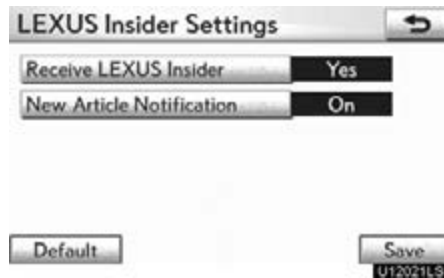 LEXUS Insider Settings
Receive LEXUS Insider Yes
New Article Notification On
Default Save
U12021LS